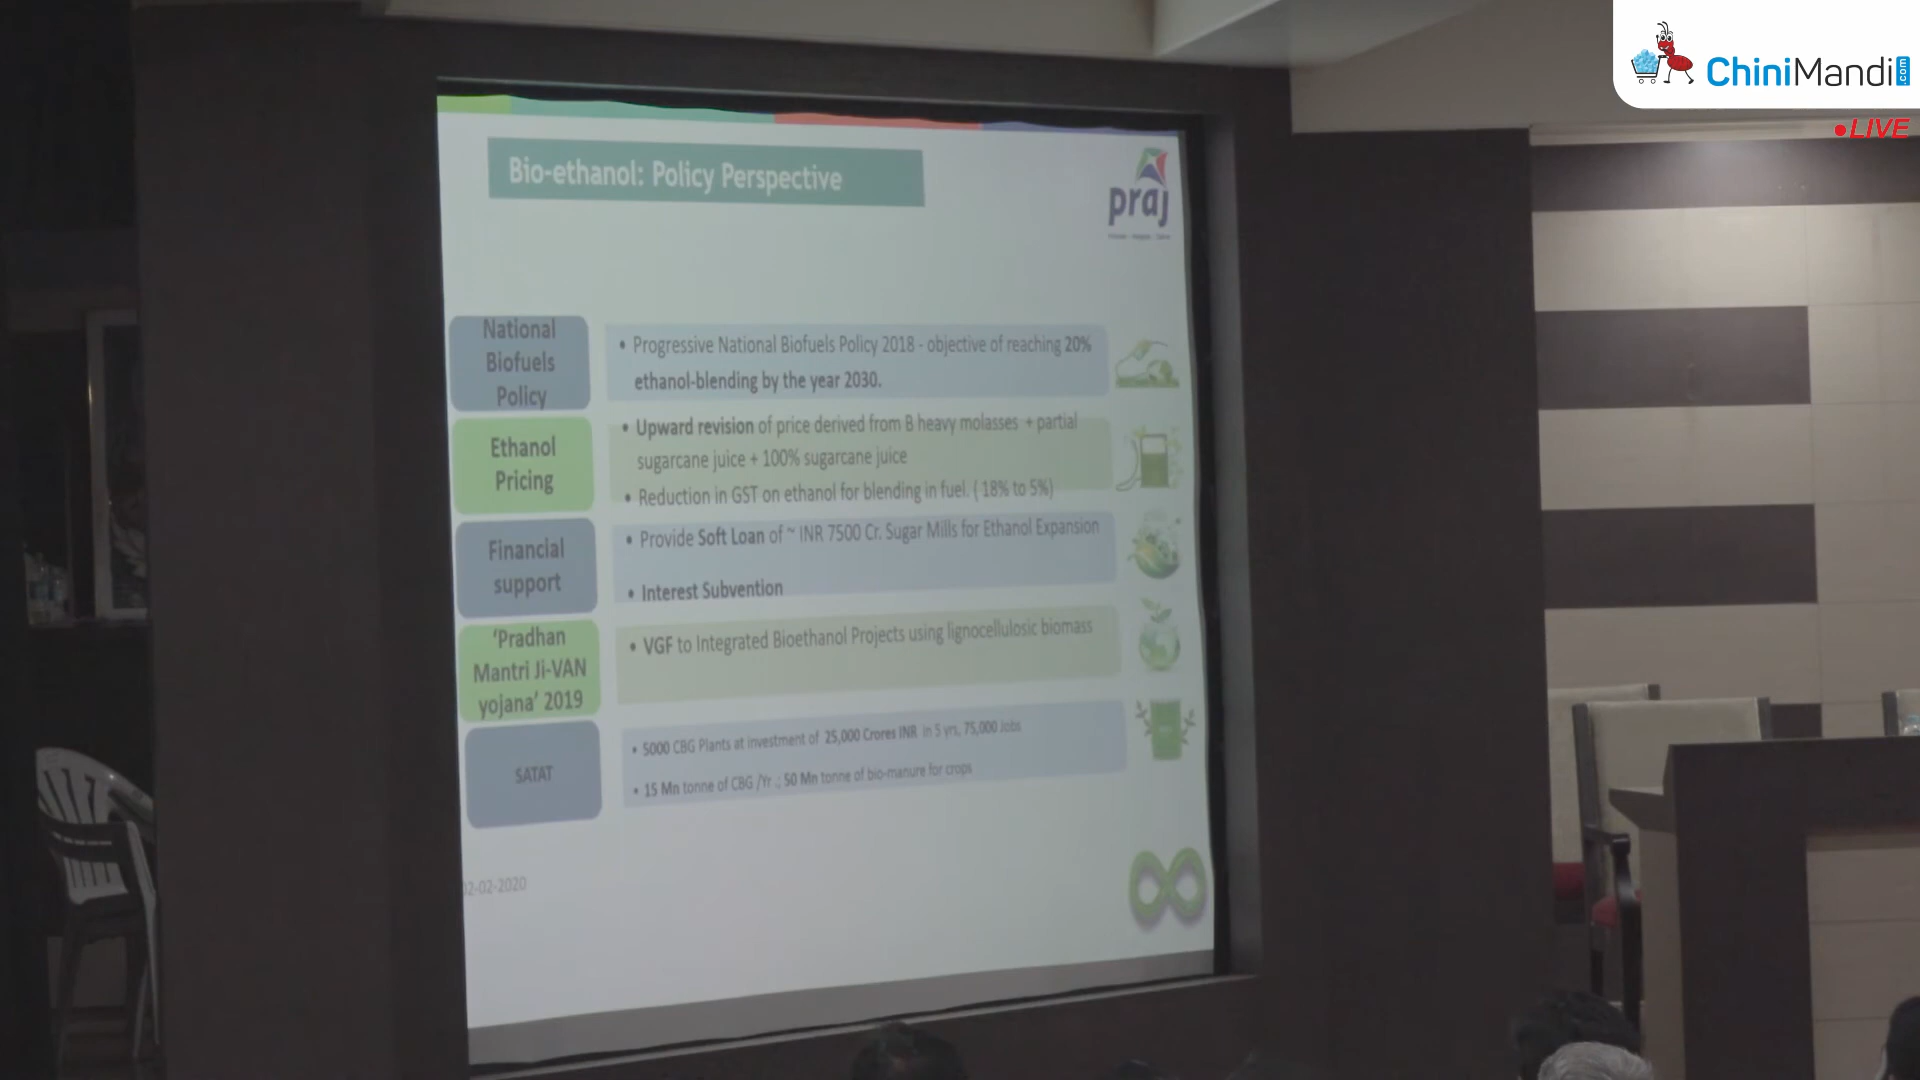 ChiniMandi.com
LIVE
Bio-ethanol: Policy Perspective
praj
National
Biofuels
Policy
• Progressive National Biofuels Policy 2018 - objective of reaching 20%
ethanol-blending by the year 2030.
Ethanol
Pricing
• Upward revision of price derived from B heavy molasses + partial
sugarcane juice + 100% sugarcane juice
• Reduction in GST on ethanol for blending in fuel. ( 18% to 5%)
Financial
support
• Provide Soft Loan of ~ INR 7500 Cr. Sugar Mills for Ethanol Expansion
• Interest Subvention
‘Pradhan
Mantri Ji-VAN
yojana’ 2019
• VGF to Integrated Bioethanol Projects using lignocellulosic biomass
SATAT
• 5000 CBG Plants at investment of 25,000 Crores INR in 5 yrs, 75,000 Jobs
• 15 Mn tonne of CBG /Yr .; 50 Mn tonne of bio-manure for crops
02-02-2020